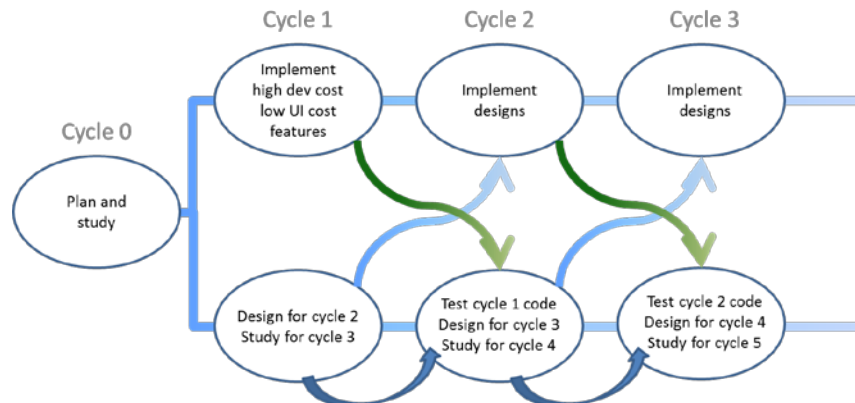 Cycle 1
Cycle 2
Cycle 3
Implement
high dev cost
low UI cost
features
Implement
designs
Implement
designs
Cycle 0
Plan and
study
Design for cycle 2
Study for cycle 3
Test cycle 1 code
Design for cycle 3
Study for cycle 4
Test cycle 2 code
Design for cycle 4
Study for cycle 5